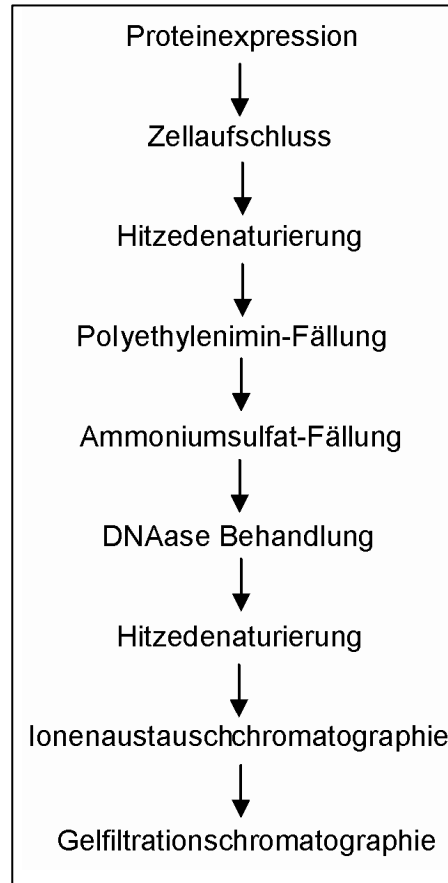 Proteinexpression
Zellaufschluss
Hitzedenaturierung
Polyethylenimin-Fällung
Ammoniumsulfat-Fällung
DNAase Behandlung
Hitzedenaturierung
Ionenaustauschchromatographie
Gelfiltrationschromatographie